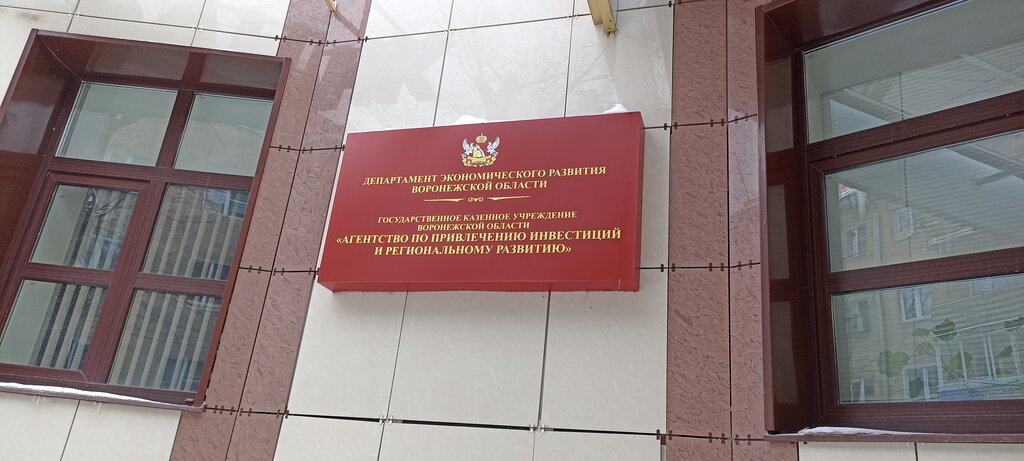 ДЕПАРТАМЕНТ ЭКОНОМИЧЕСКОГО РАЗВИТИЯ
ВОРОНЕЖСКОЙ ОБЛАСТИ
ГОСУДАРСТВЕННОЕ КАЗЕННОЕ УЧРЕЖДЕНИЕ
ВОРОНЕЖСКОЙ ОБЛАСТИ
«АГЕНТСТВО ПО ПРИВЛЕЧЕНИЮ ИНВЕСТИЦИЙ
И РЕГИОНАЛЬНОМУ РАЗВИТИЮ»